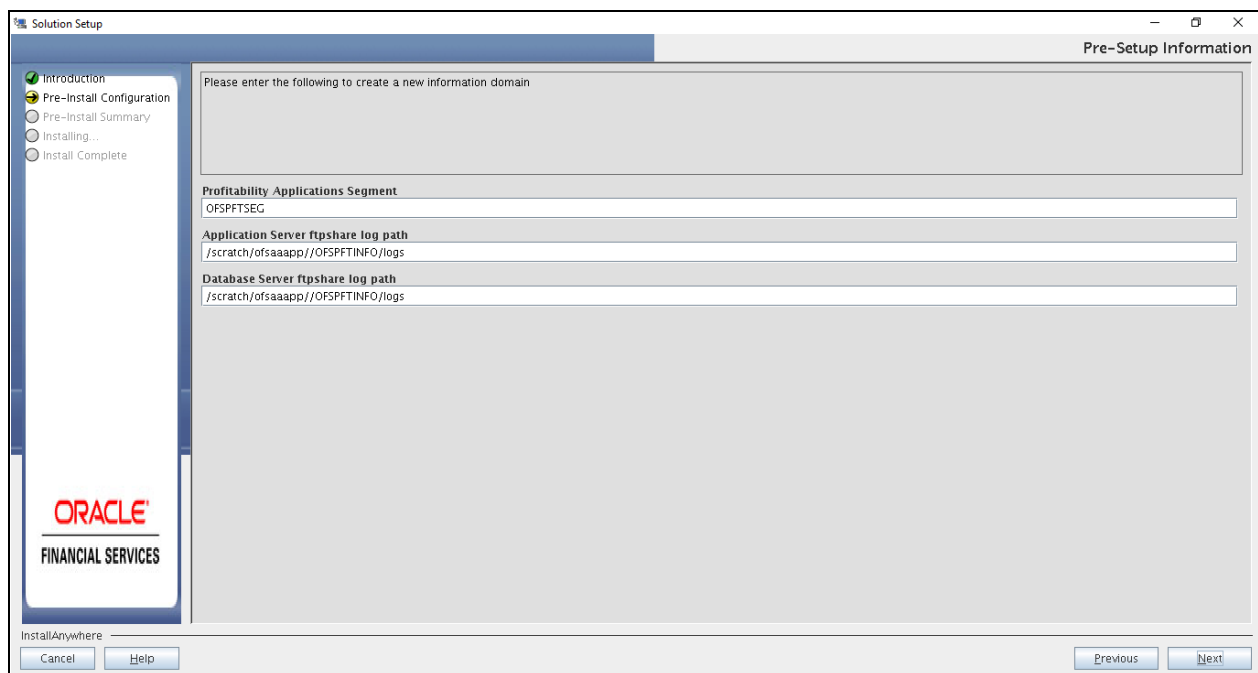 Solution Setup
Pre-Setup Information
Introduction
Pre-Install Configuration
Pre-Install Summary
Installing...
Install Complete
Please enter the following to create a new information domain
Profitability Applications Segment
OFSPFTSEG
Application Server ftpshare log path
/scratch/ofsaaapp//OFSPFTINFO/logs
Database Server ftpshare log path
/scratch/ofsaaapp//OFSPFTINFO/logs
ORACLE
FINANCIAL SERVICES
InstallAnywhere
Cancel
Help
Previous
Next